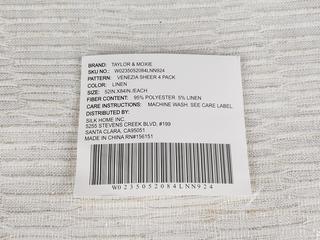 BRAND: TAYLOR & MOXIE
SKU NO.: W0235052084LNN924
PATTERN: VENEZIA SHEER 4 PACK
COLOR: LINEN
SIZE: 52IN.X84IN./EACH
FIBER CONTENT: 95% POLYESTER 5% LINEN
CARE INSTRUCTIONS: MACHINE WASH. SEE CARE LABEL.
DISTRIBUTED BY:
SILK HOME INC.
5255 STEVENS CREEK BLVD, #199
SANTA CLARA, CA95051
MADE IN CHINA RN#156151
W0235052084LNN924